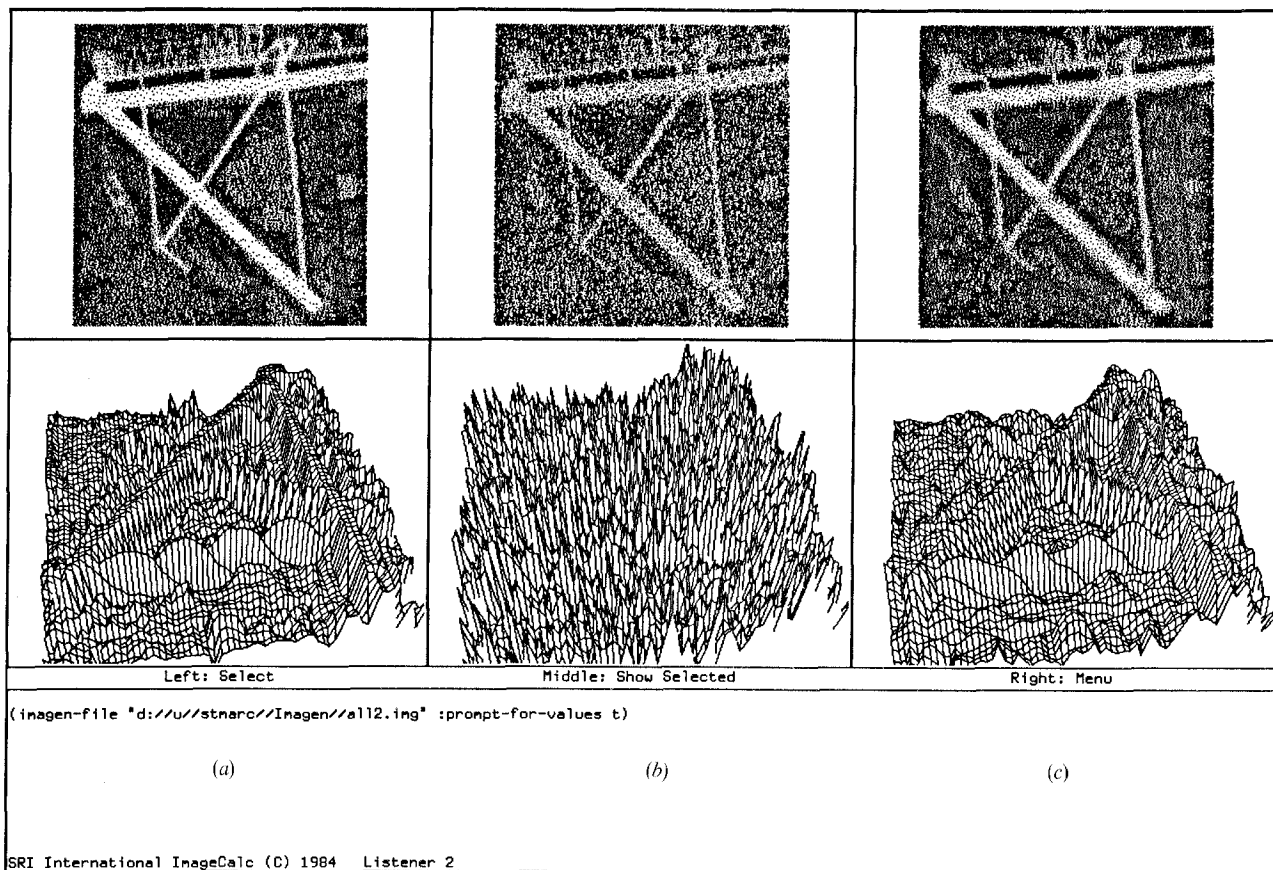 Left: Select
Middle: Show Selected
Right: Menu
(imagen-file "d://u//stmarc//Imagen//all2.img" :prompt-for-values t)
(a)
(b)
(c)
SRI International ImageCalc (C) 1984 Listener 2